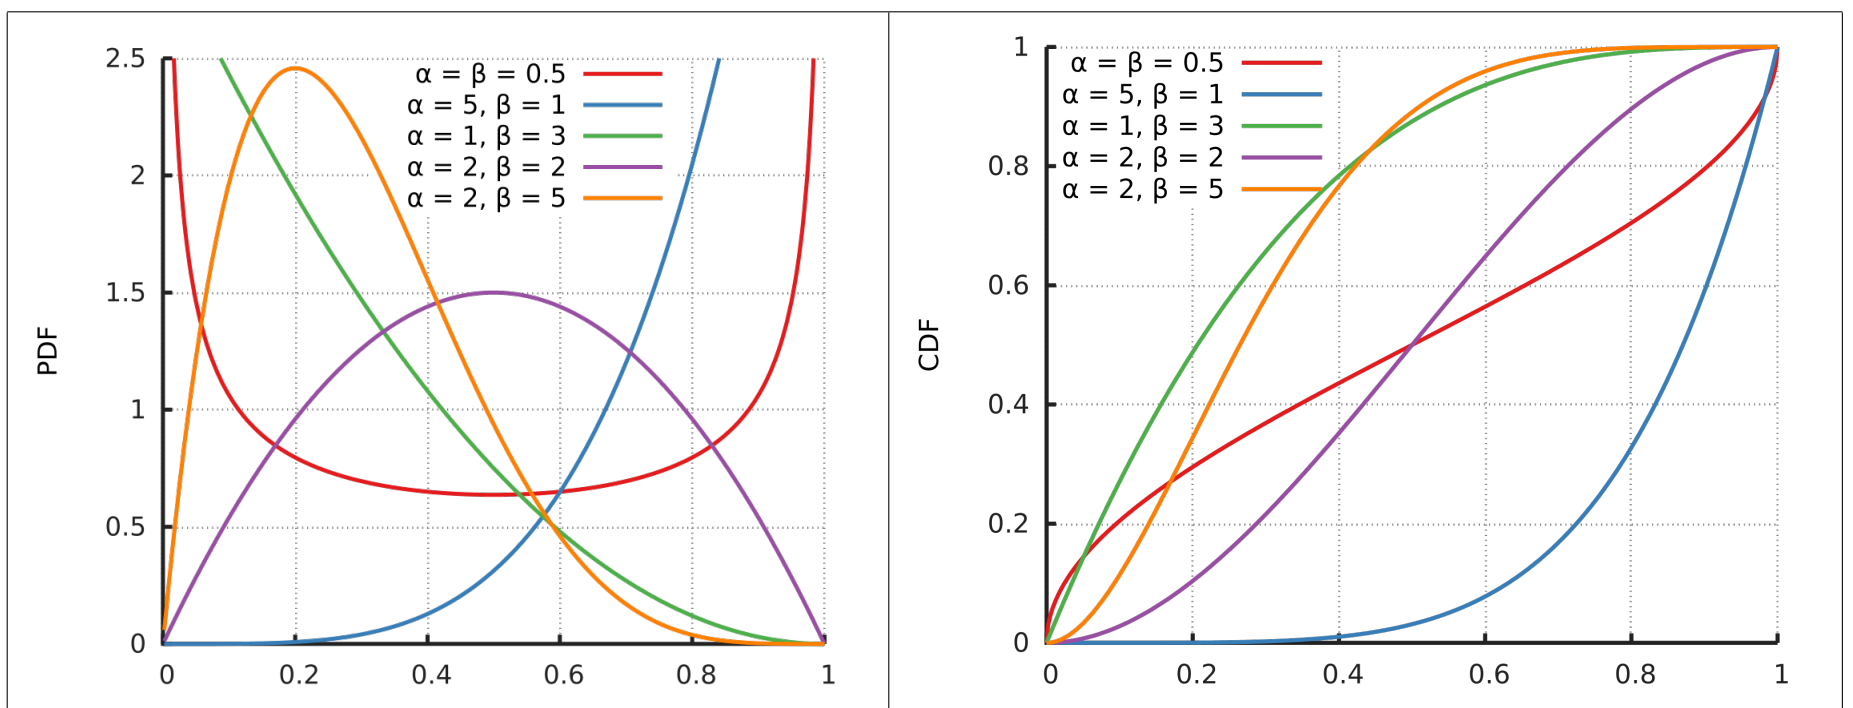 2.5
2
1.5
1
0.5
0
PDF
α = β = 0.5
α = 5, β = 1
α = 1, β = 3
α = 2, β = 2
α = 2, β = 5
0 0.2 0.4 0.6 0.8 1
1
0.8
0.6
0.4
0.2
0
CDF
α = β = 0.5
α = 5, β = 1
α = 1, β = 3
α = 2, β = 2
α = 2, β = 5
0 0.2 0.4 0.6 0.8 1